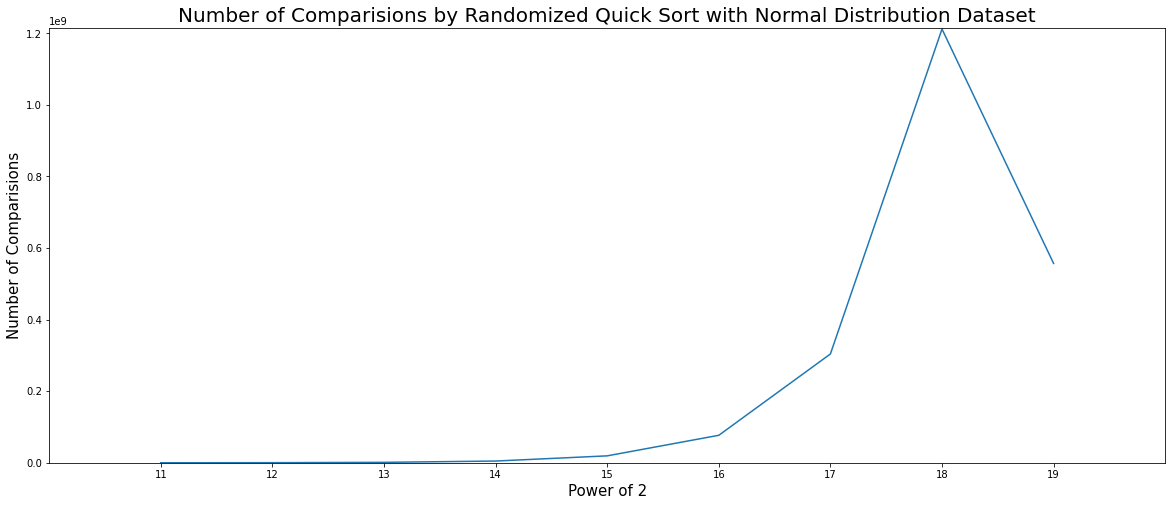 Number of Comparisions by Randomized Quick Sort with Normal Distribution Dataset
1e9
1.2
1.0
0.8
0.6
0.4
0.2
0.0
Number of Comparisions
11 12 13 14 15 16 17 18 19
Power of 2